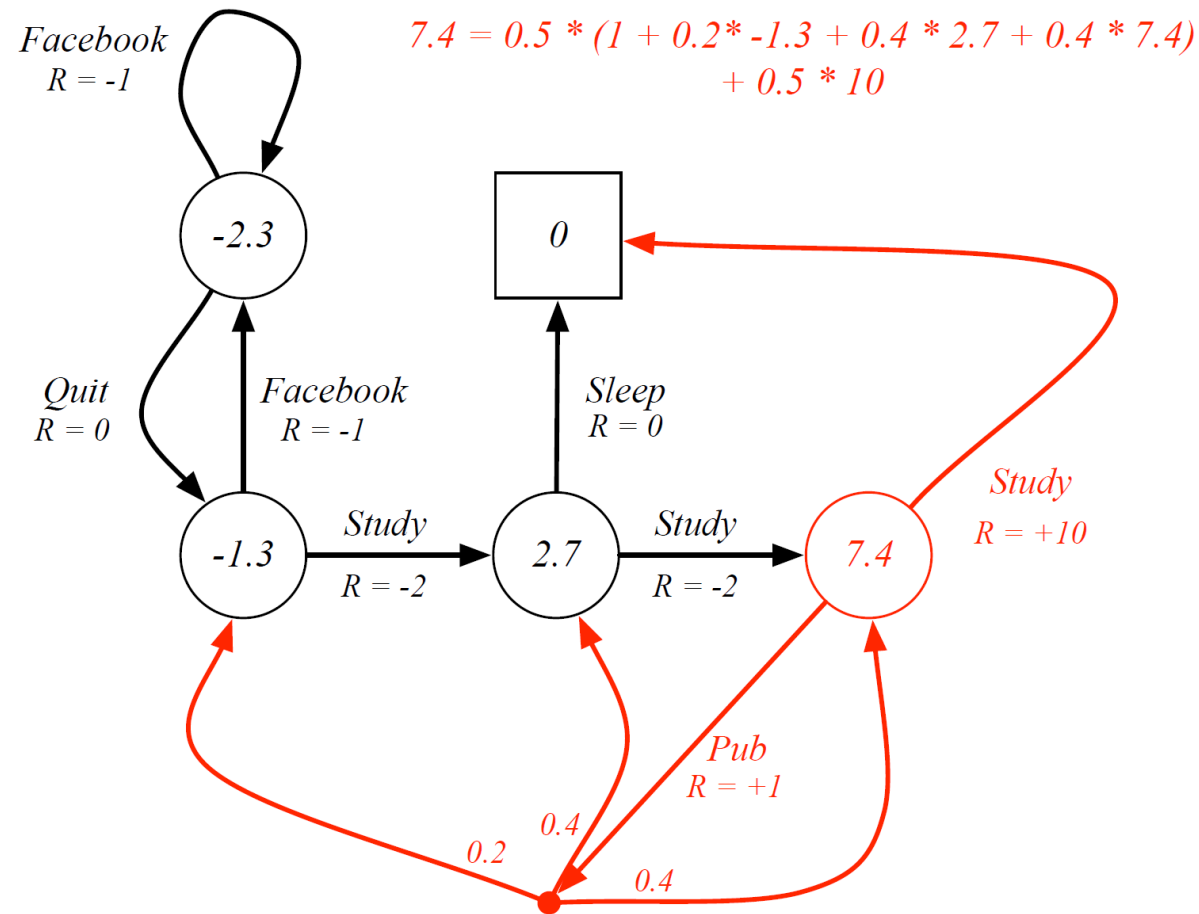 Facebook
R = -1
7.4 = 0.5 * (1 + 0.2* -1.3 + 0.4 * 2.7 + 0.4 * 7.4)
+ 0.5 * 10
-2.3
0
Quit
R = 0
Facebook
R = -1
Sleep
R = 0
Study
R = +10
-1.3
Study
R = -2
2.7
Study
R = -2
7.4
Pub
R = +1
0.2
0.4
0.4